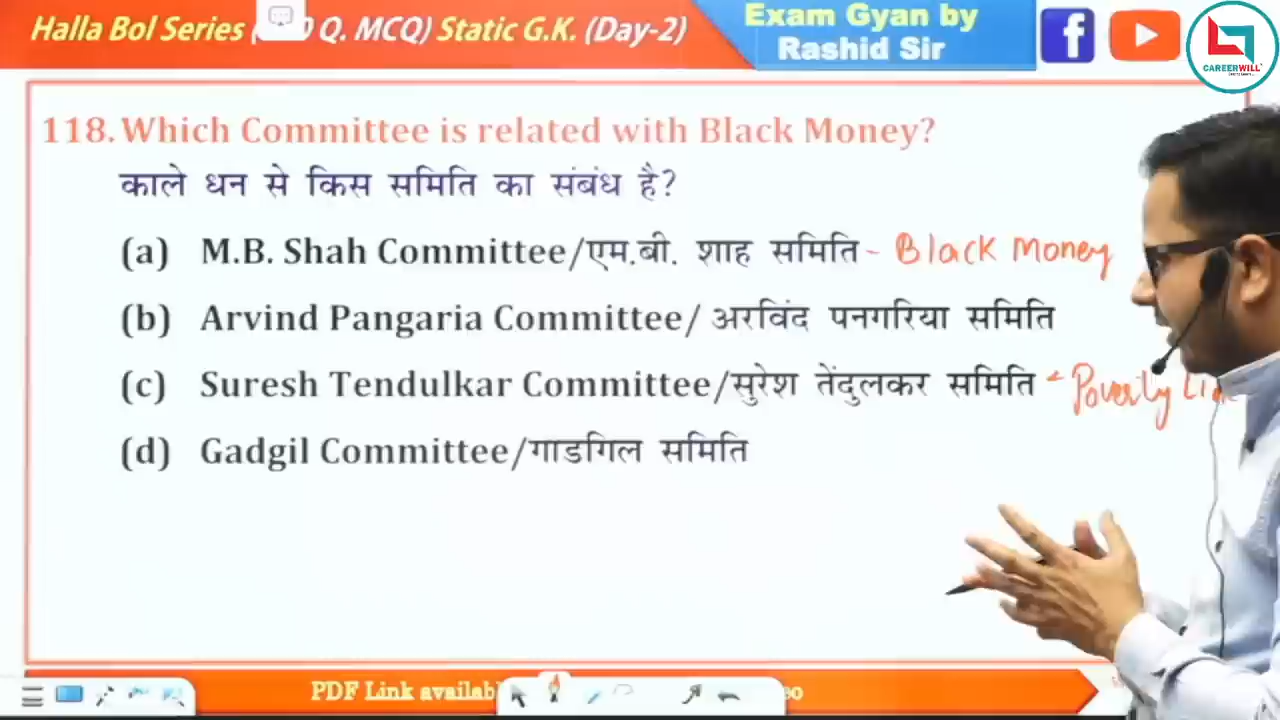 Halla Bol Series ( 0 Q. MCQ) Static G.K. (Day-2)
Exam Gyan by
Rashid Sir
CAREERWILL
118. Which Committee is related with Black Money?
काले धन से किस समिति का संबंध है?
(a) M.B. Shah Committee/एम.बी. शाह समिति - Black Money
(b) Arvind Pangaria Committee/ अरविंद पनगरिया समिति
(c) Suresh Tendulkar Committee/सुरेश तेंदुलकर समिति - Poverty
(d) Gadgil Committee/गाडगिल समिति
PDF Link